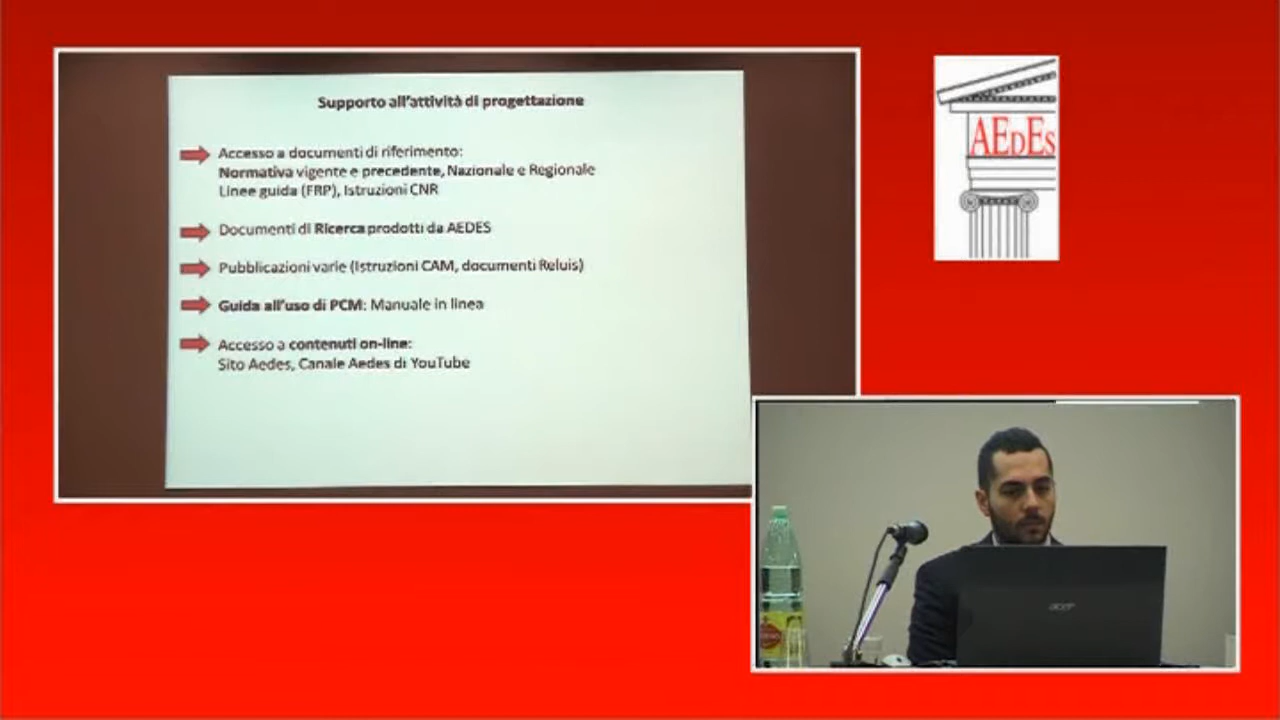 Supporto all'attività di progettazione
Accesso a documenti di riferimento:
Normativa vigente e precedente, Nazionale e Regionale
Linee guida (FRP), Istruzioni CNR
Documenti di Ricerca prodotti da AEDES
Pubblicazioni varie (Istruzioni CAM, documenti Reluis)
Guida all'uso di PCM: Manuale in linea
Accesso a contenuti on-line:
Sito Aedes, Canale Aedes di YouTube
AEDES
acer